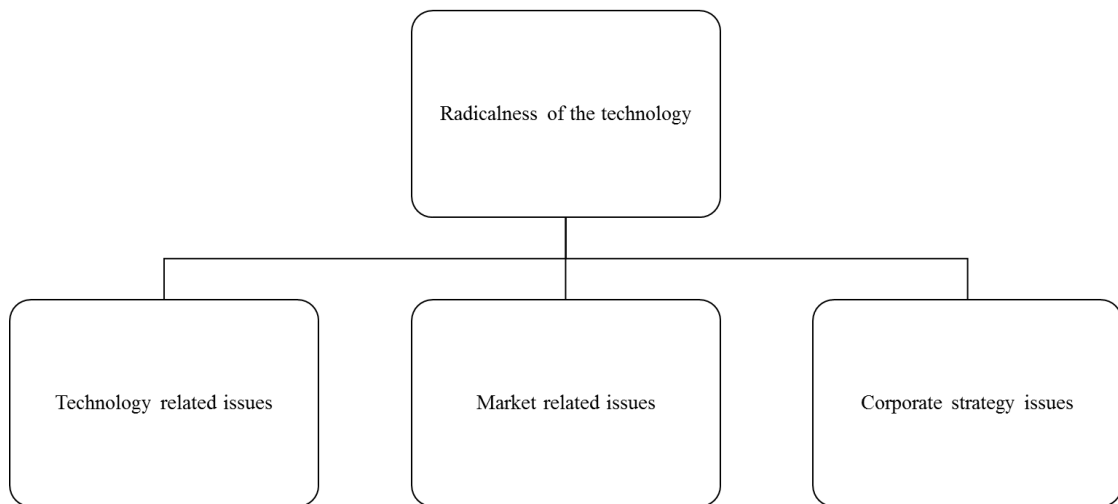 Radicalness of the technology
Technology related issues
Market related issues
Corporate strategy issues